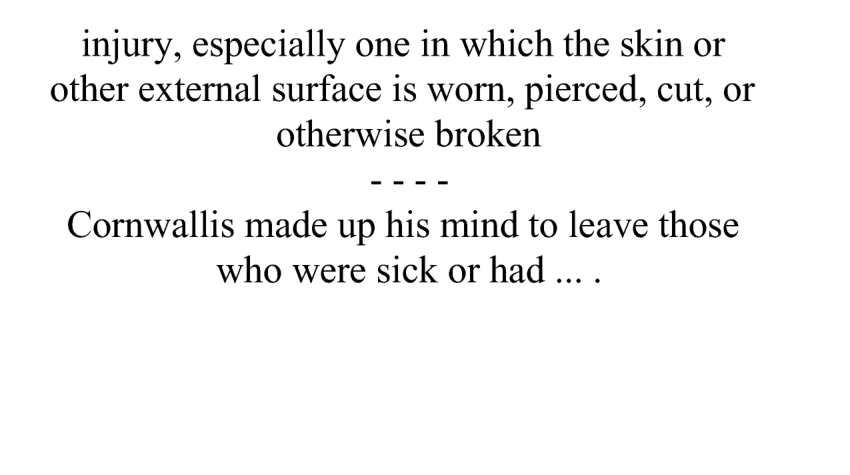 injury, especially one in which the skin or
other external surface is worn, pierced, cut, or
otherwise broken
- - - -
Cornwallis made up his mind to leave those
who were sick or had ... .